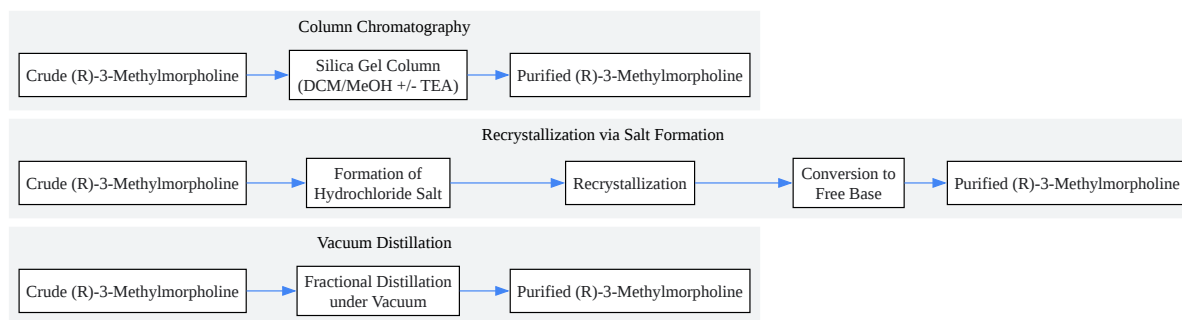 Column Chromatography
Crude (R)-3-Methylmorpholine
Silica Gel Column
(DCM/MeOH +/- TEA)
Purified (R)-3-Methylmorpholine
Recrystallization via Salt Formation
Crude (R)-3-Methylmorpholine
Formation of
Hydrochloride Salt
Recrystallization
Conversion to
Free Base
Purified (R)-3-Methylmorpholine
Vacuum Distillation
Crude (R)-3-Methylmorpholine
Fractional Distillation
under Vacuum
Purified (R)-3-Methylmorpholine